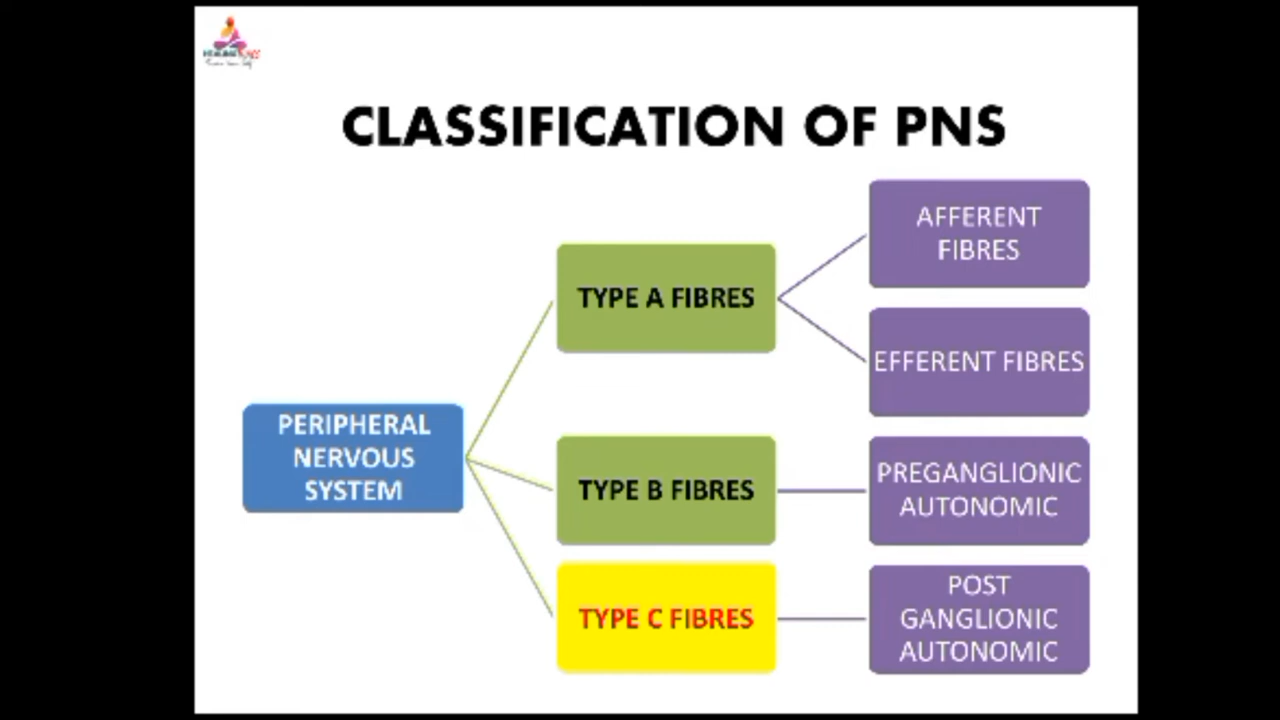 CLASSIFICATION OF PNS
PERIPHERAL
NERVOUS
SYSTEM
TYPE A FIBRES
AFFERENT
FIBRES
EFFERENT FIBRES
TYPE B FIBRES
PREGANGLIONIC
AUTONOMIC
TYPE C FIBRES
POST
GANGLIONIC
AUTONOMIC